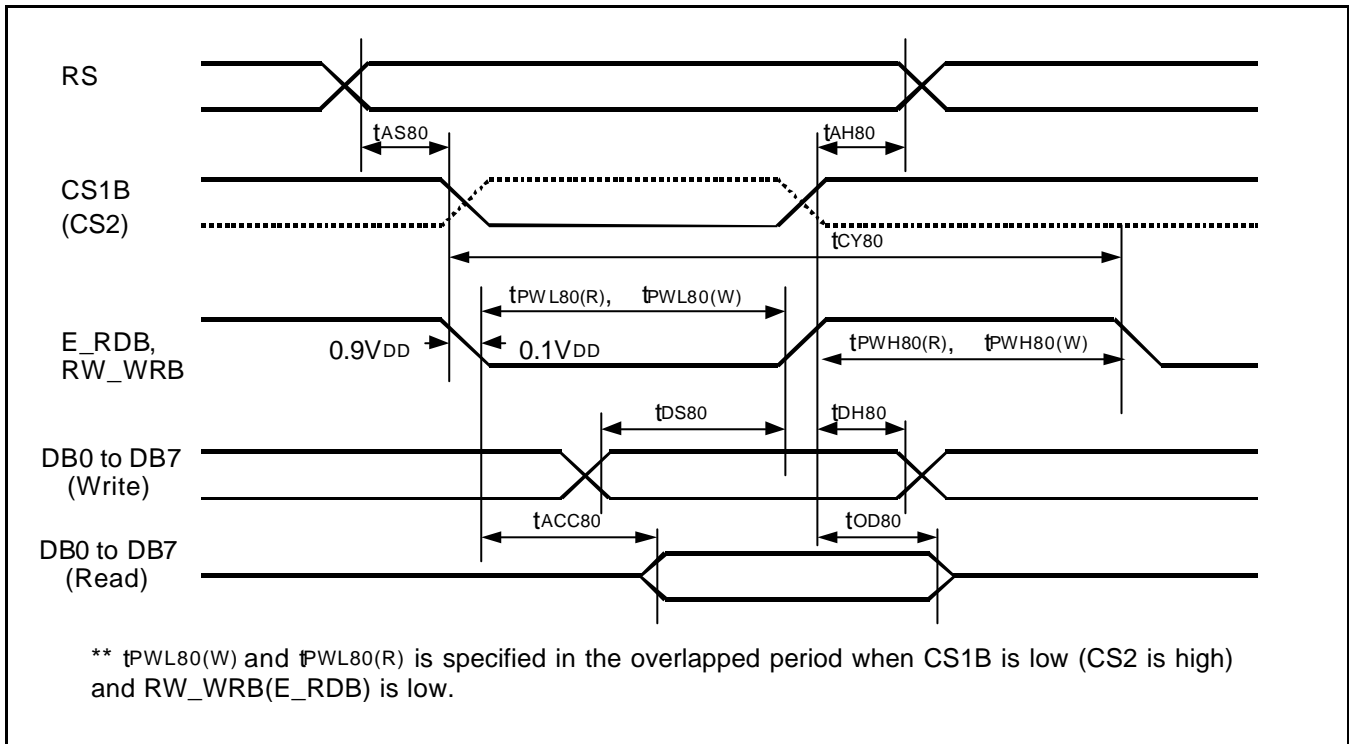 RS
tAS80
tAH80
CS1B
(CS2)
tCY80
tPWL80(R), tPWL80(W)
E_RDB,
RW_WRB
0.9VDD
0.1VDD
tPWH80(R), tPWH80(W)
tDS80
tDH80
DB0 to DB7
(Write)
tACC80
tOD80
DB0 to DB7
(Read)
** tPWL80(W) and tPWL80(R) is specified in the overlapped period when CS1B is low (CS2 is high)
and RW_WRB(E_RDB) is low.